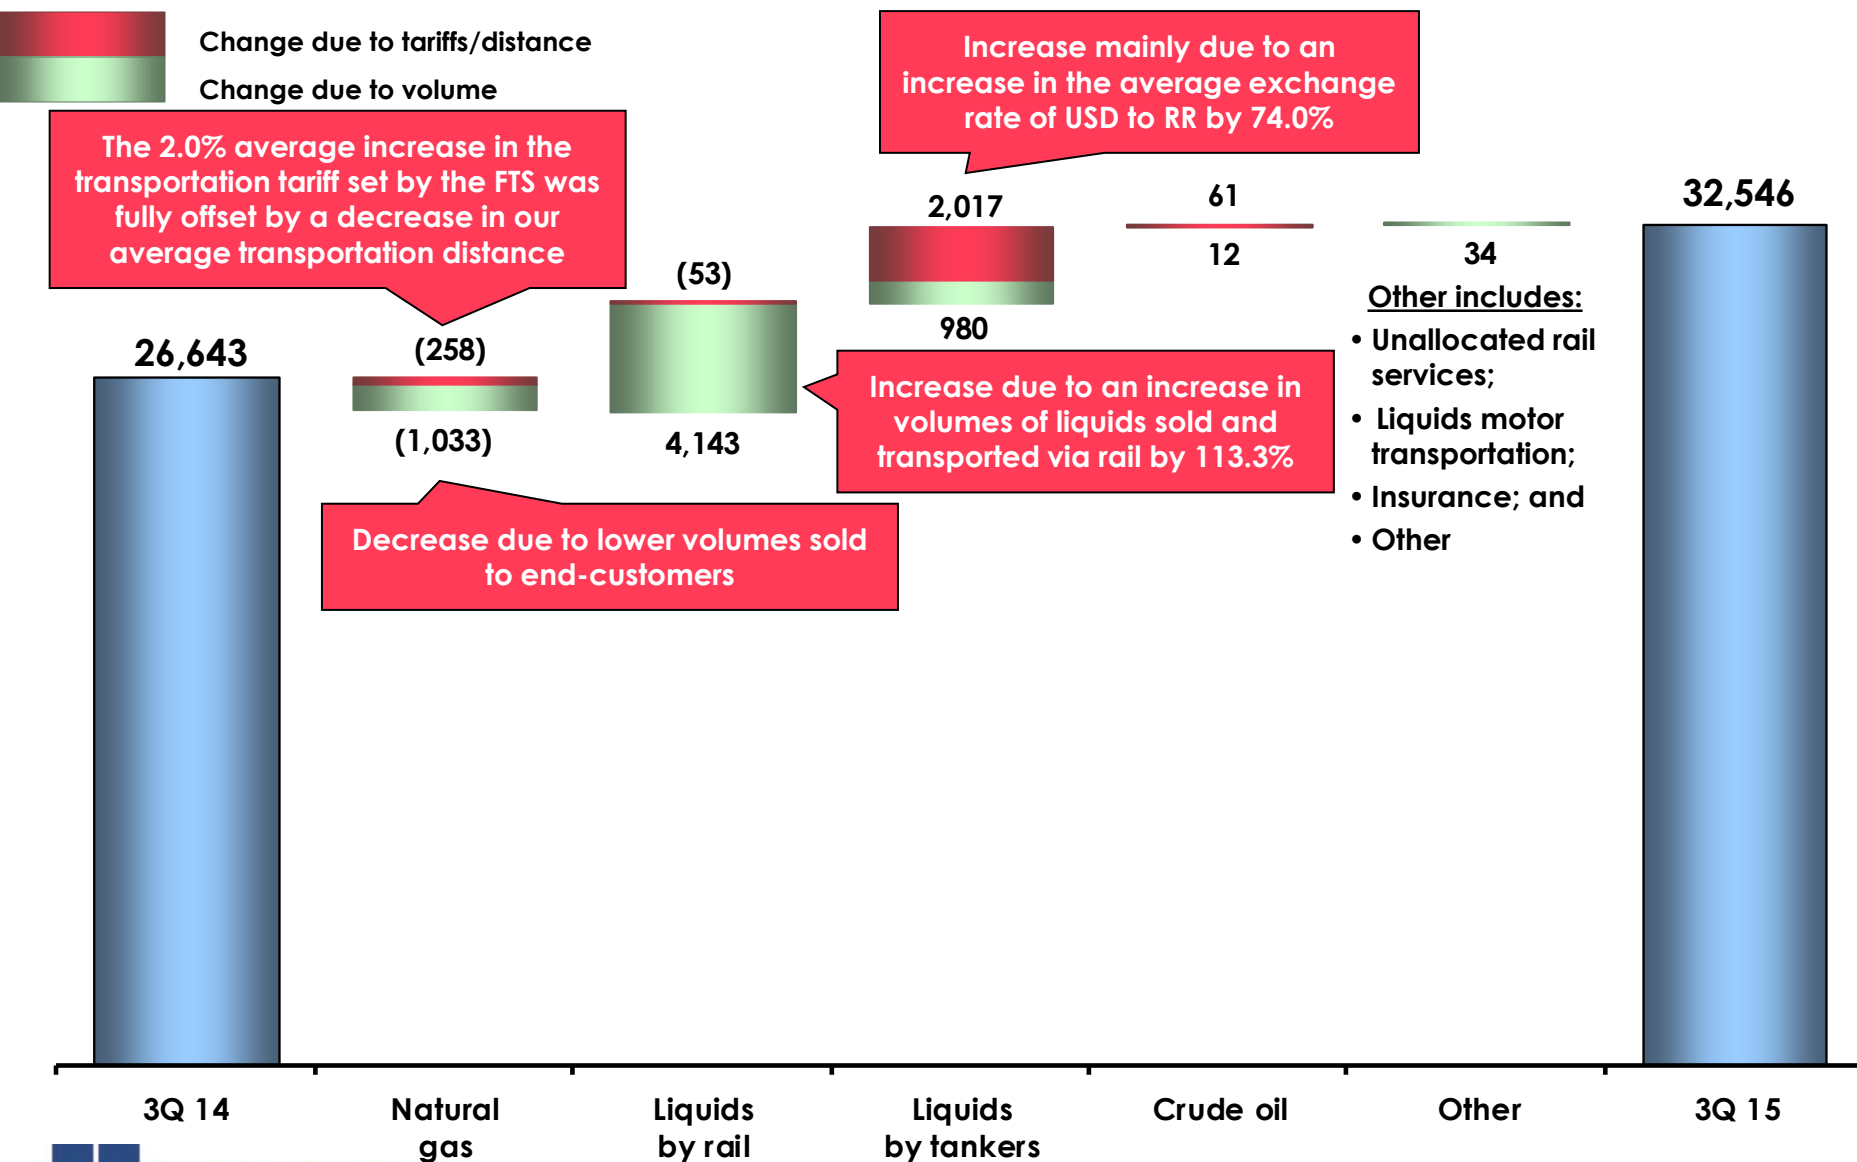 Change due to tariffs/distance
Change due to volume
The 2.0% average increase in the
transportation tariff set by the FTS was
fully offset by a decrease in our
average transportation distance
Increase mainly due to an
increase in the average exchange
rate of USD to RR by 74.0%
26,643
(258)
(1,033)
(53)
4,143
2,017
980
61
12
34
32,546
Decrease due to lower volumes sold
to end-customers
Increase due to an increase in
volumes of liquids sold and
transported via rail by 113.3%
Other includes:
• Unallocated rail
services;
• Liquids motor
transportation;
• Insurance; and
• Other
3Q 14
Natural
gas
Liquids
by rail
Liquids
by tankers
Crude oil
Other
3Q 15